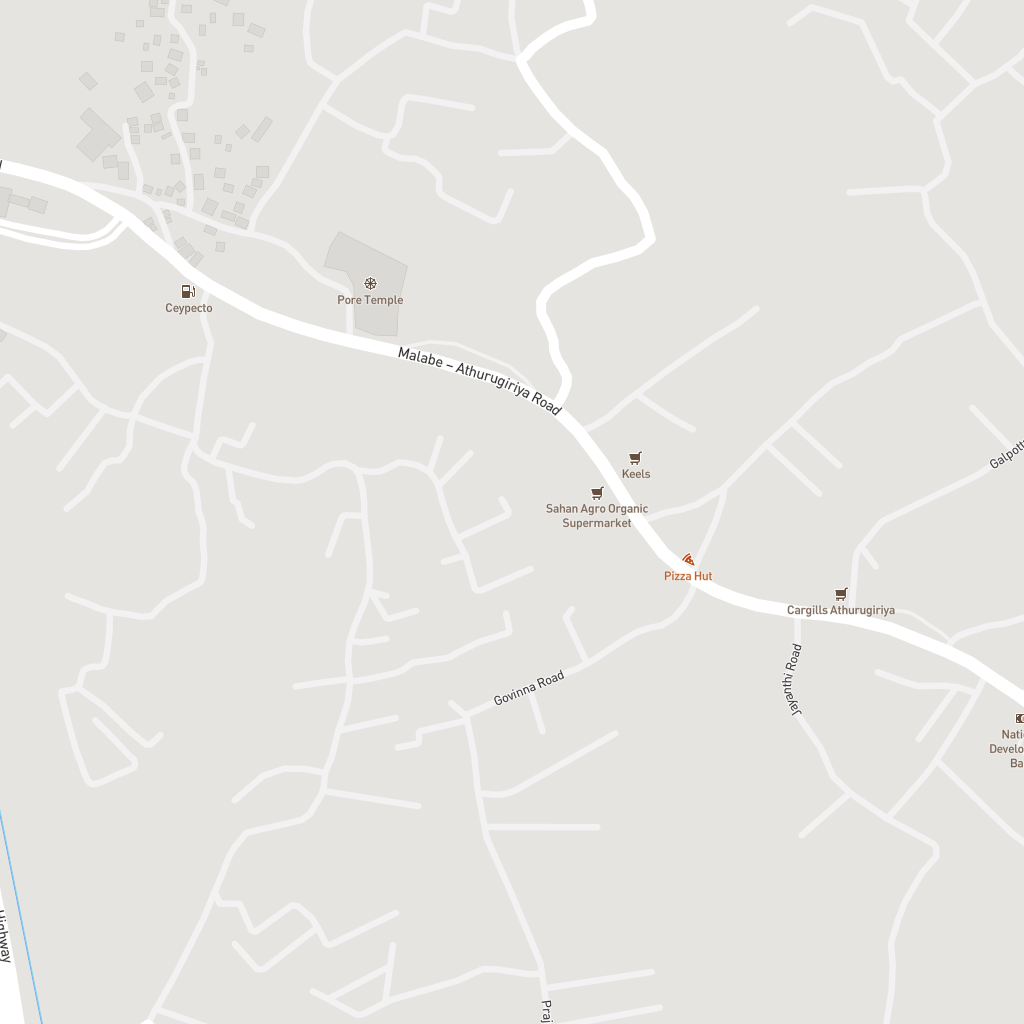 Pore Temple
Ceypecto
Malabe – Athurugiriya Road
Keels
Sahan Agro Organic
Supermarket
Pizza Hut
Cargills Athurugiriya
Jayanthi Road
Govinna Road
Highway